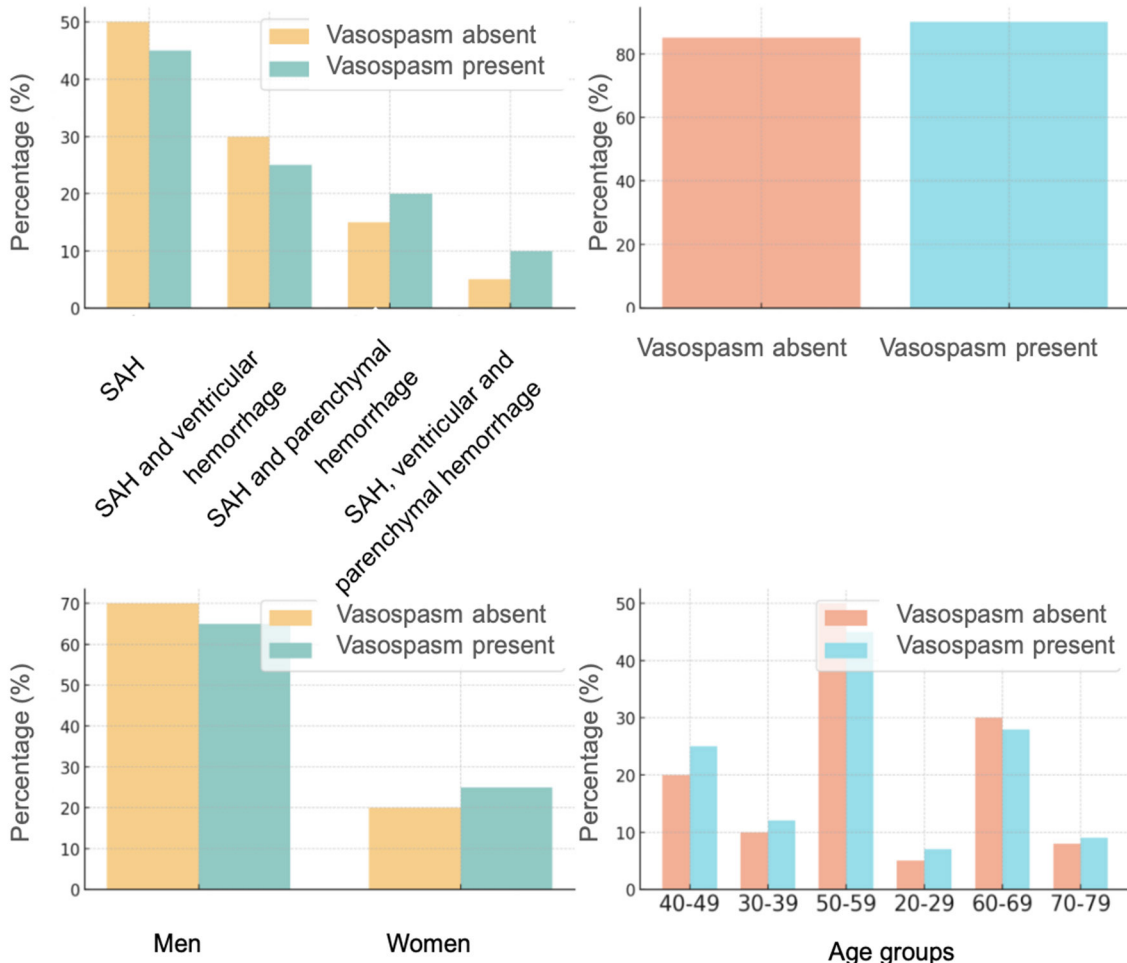 Percentage (%)
50
40
30
20
10
0
Vasospasm absent
Vasospasm present
SAH
SAH and ventricular
hemorrhage
SAH and parenchymal
hemorrhage
SAH, ventricular and
parenchymal hemorrhage
Percentage (%)
80
60
40
20
0
Vasospasm absent
Vasospasm present
Percentage (%)
70
60
50
40
30
20
10
0
Vasospasm absent
Vasospasm present
Men
Women
Percentage (%)
50
40
30
20
10
0
Vasospasm absent
Vasospasm present
40-49
30-39
50-59
20-29
60-69
70-79
Age groups